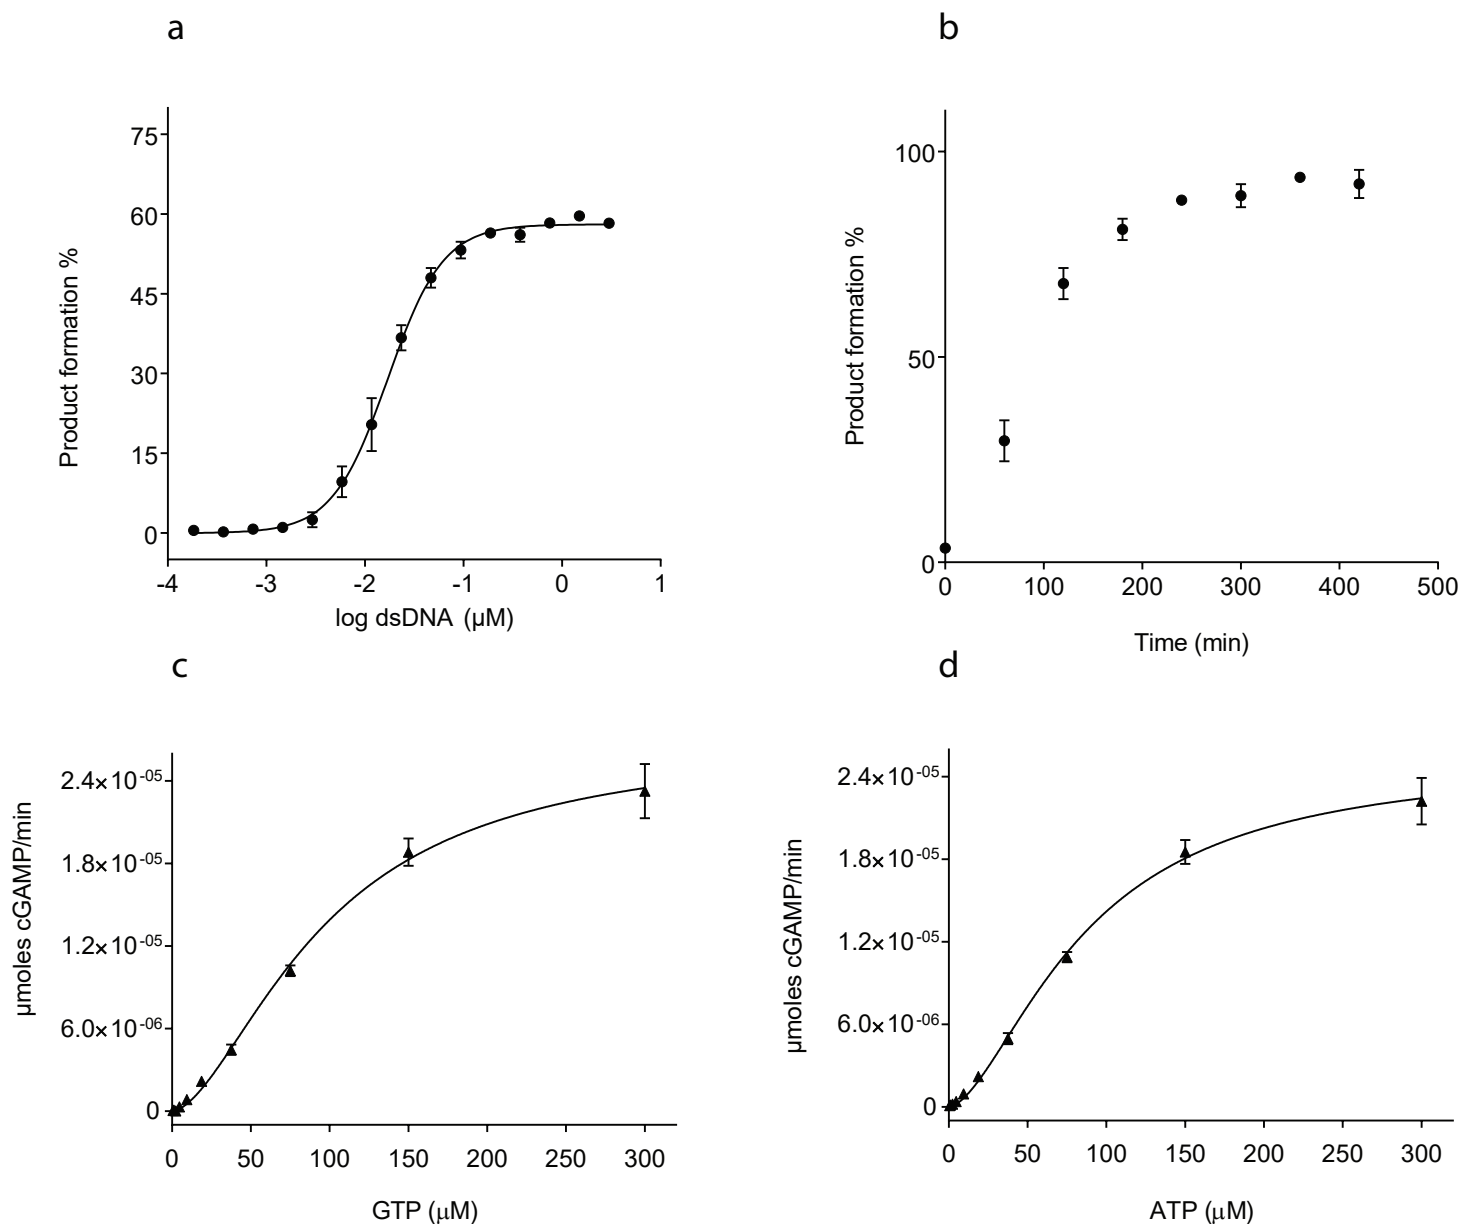 a
75
60
45
30
15
0
Product formation %
-4 -3 -2 -1 0 1
log dsDNA (µM)
b
100
50
0
Product formation %
0 100 200 300 400 500
Time (min)
c
2.4×10-05
1.8×10-05
1.2×10-05
6.0×10-06
0
µmoles cGAMP/min
0 50 100 150 200 250 300
GTP (µM)
d
2.4×10-05
1.8×10-05
1.2×10-05
6.0×10-06
0
µmoles cGAMP/min
0 50 100 150 200 250 300
ATP (µM)